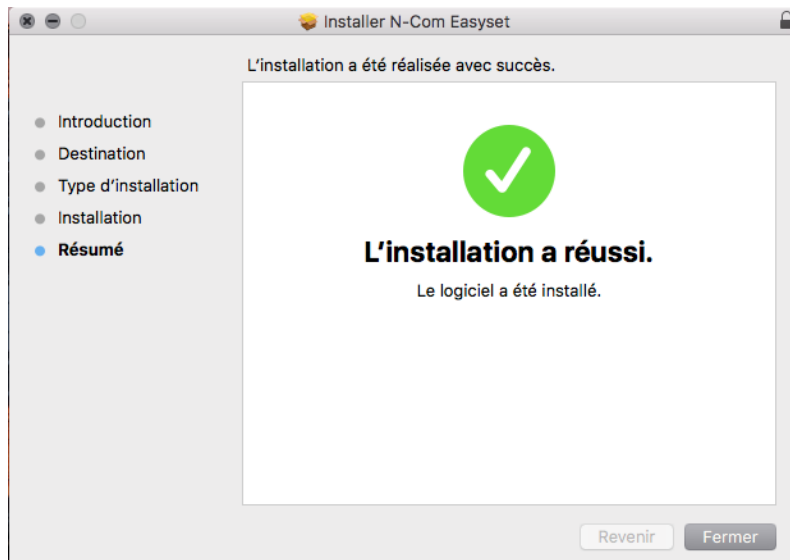 Installer N-Com Easyset
L'installation a été réalisée avec succès.
Introduction
Destination
Type d'installation
Installation
Résumé
L'installation a réussi.
Le logiciel a été installé.
Revenir
Fermer